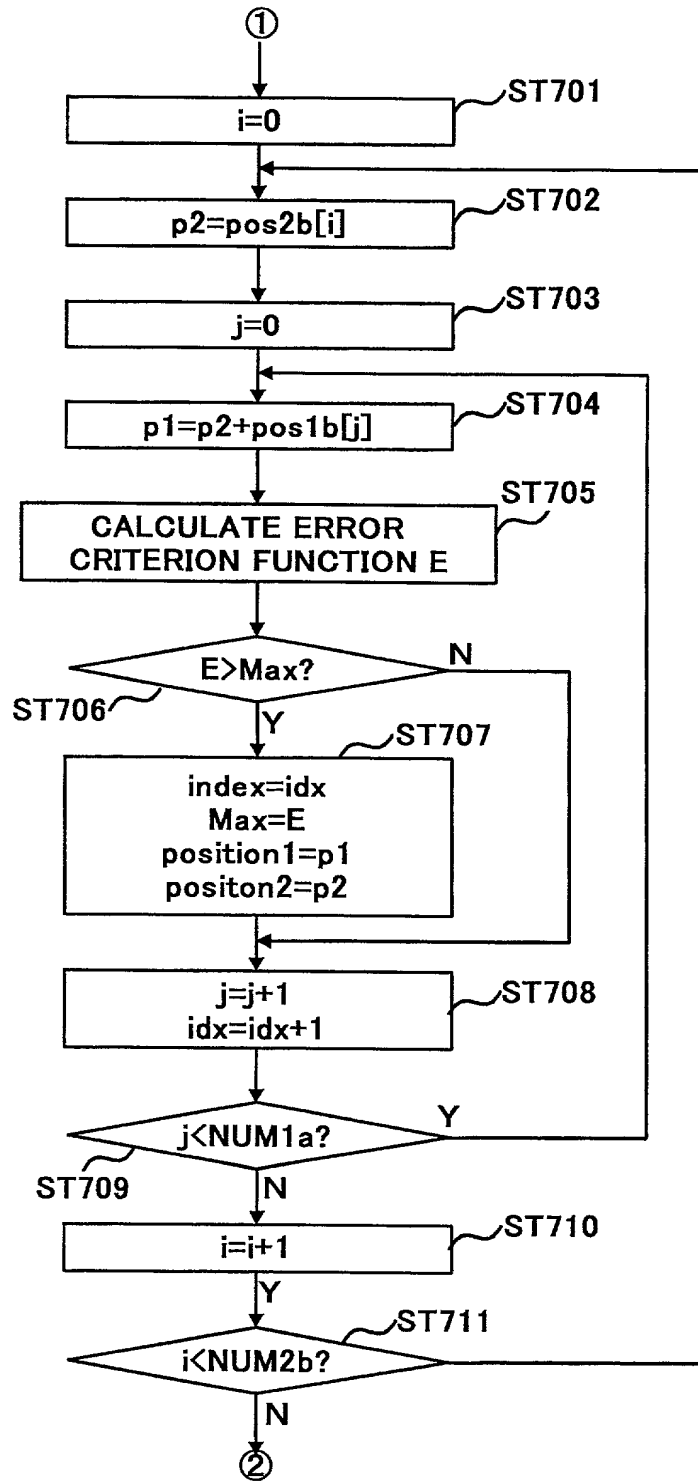 ①
ST701
i=0
ST702
p2=pos2b[i]
ST703
j=0
ST704
p1=p2+pos1b[j]
ST705
CALCULATE ERROR
CRITERION FUNCTION E
E>Max?
N
ST706
Y
ST707
index=idx
Max=E
position1=p1
positon2=p2
j=j+1
idx=idx+1
ST708
j<NUM1a?
Y
ST709
N
ST710
i=i+1
Y
ST711
i<NUM2b?
N
②